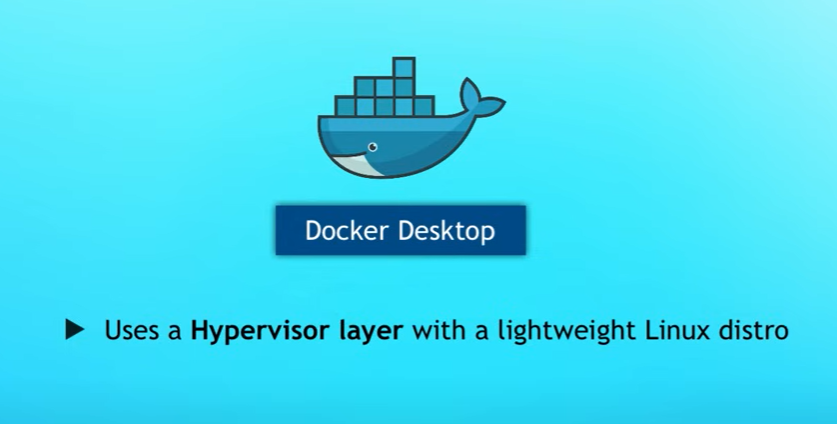 Docker Desktop
▶ Uses a Hypervisor layer with a lightweight Linux distro